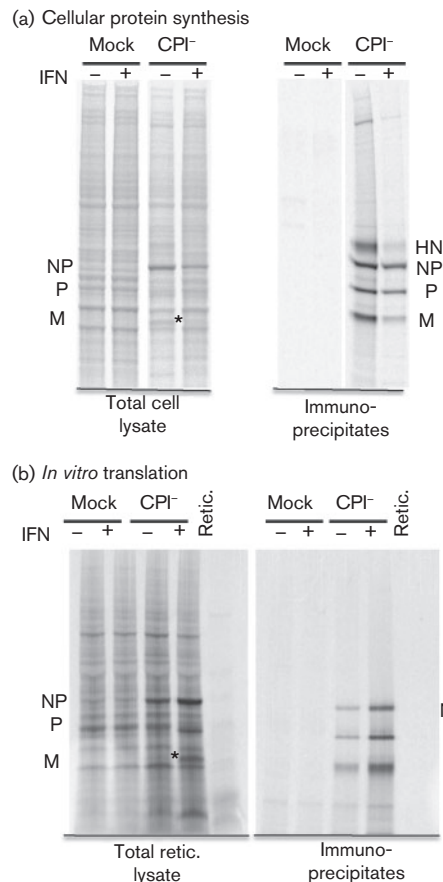 (a) Cellular protein synthesis
Mock CPI⁻ Mock CPI⁻
IFN – + – + – + – +
HN
NP NP
P P
M * M
Total cell lysate
Immuno-precipitates
(b) In vitro translation
Mock CPI⁻ Retic. Mock CPI⁻ Retic.
IFN – + – + – + – +
NP
P
M *
Total retic. lysate
Immuno-precipitates